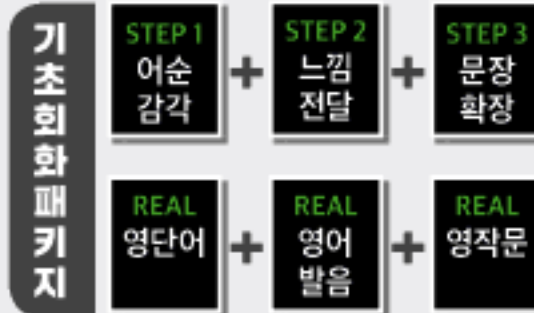 기초회화패키지
STEP 1
어순
감각
+
STEP 2
느낌
전달
+
STEP 3
문장
확장
REAL
영단어
+
REAL
영어
발음
+
REAL
영작문